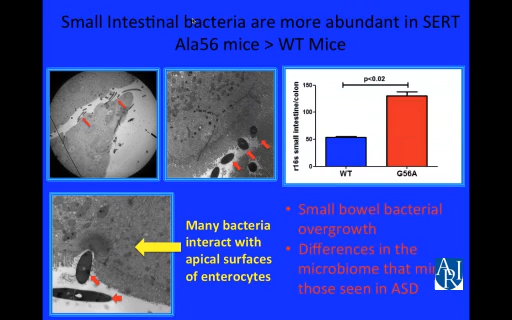 Small Intestinal bacteria are more abundant in SERT
Ala56 mice > WT Mice
p<0.02
r16s small intestine/colon
150
100
50
0
WT
G56A
Many bacteria
interact with
apical surfaces
of enterocytes
• Small bowel bacterial
overgrowth
• Differences in the
microbiome that
those seen in ASD
ARI